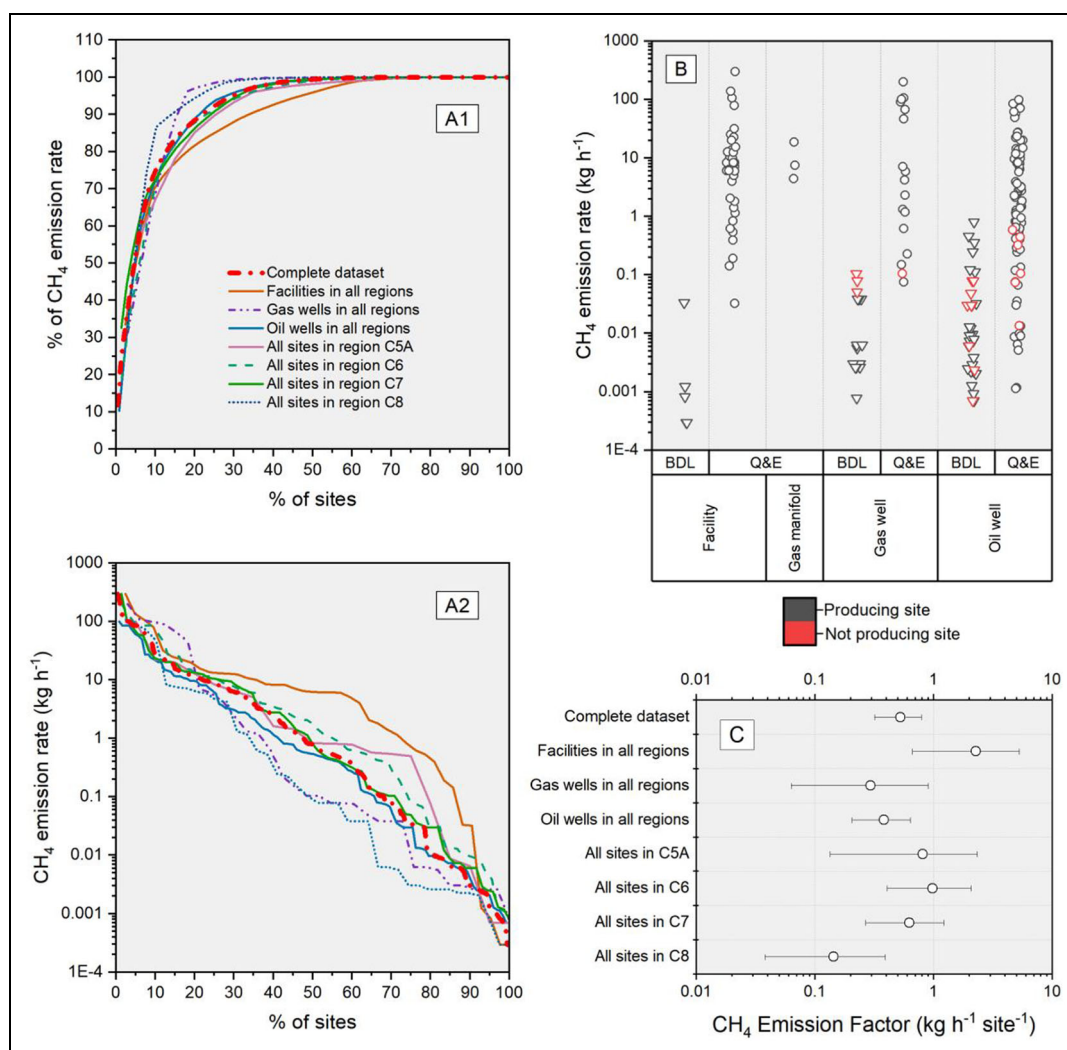 110
100
90
80
70
60
50
40
30
20
10
0
% of CH₄ emission rate
A1
Complete dataset
Facilities in all regions
Gas wells in all regions
Oil wells in all regions
All sites in region C5A
All sites in region C6
All sites in region C7
All sites in region C8
0 10 20 30 40 50 60 70 80 90 100
% of sites
1000
100
10
1
0.1
0.01
0.001
1E-4
CH₄ emission rate (kg h⁻¹)
A2
0 10 20 30 40 50 60 70 80 90 100
% of sites
1000
100
10
1
0.1
0.01
0.001
1E-4
CH₄ emission rate (kg h⁻¹)
B
BDL Q&E BDL Q&E BDL Q&E
Facility
Gas manifold
Gas well
Oil well
Producing site
Not producing site
0.01 0.1 1 10
C
Complete dataset
Facilities in all regions
Gas wells in all regions
Oil wells in all regions
All sites in C5A
All sites in C6
All sites in C7
All sites in C8
0.01 0.1 1 10
CH₄ Emission Factor (kg h⁻¹ site⁻¹)